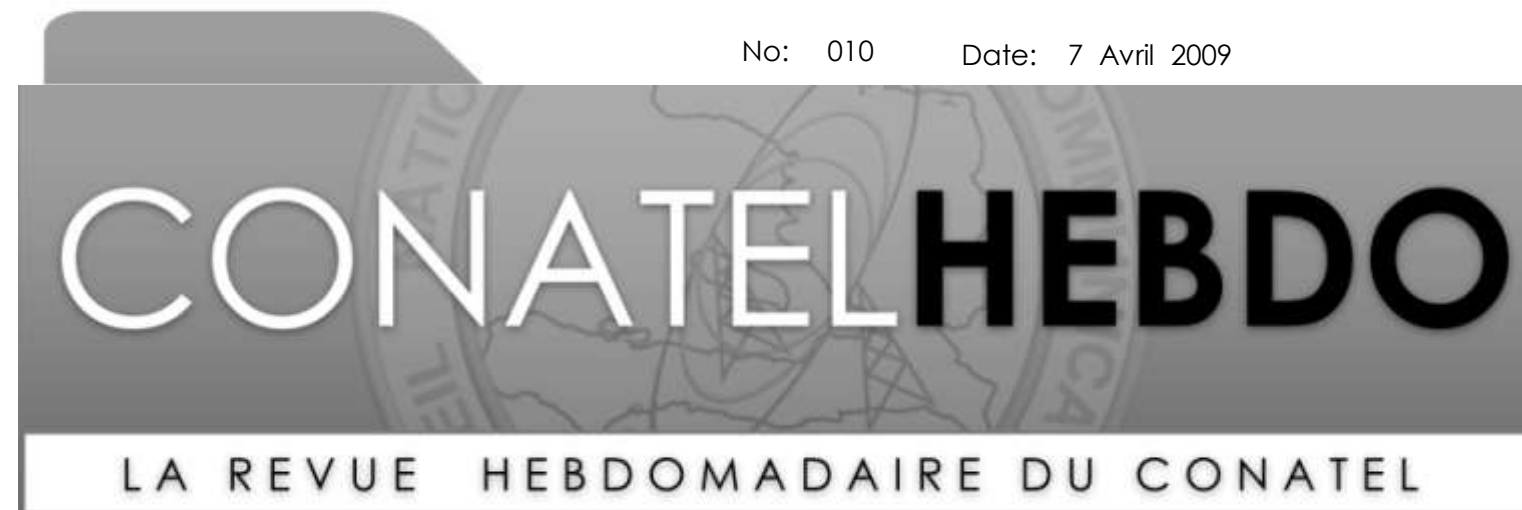 No: 010 Date: 7 Avril 2009
CONATELHEBDO
LA REVUE HEBDOMADAIRE DU CONATEL